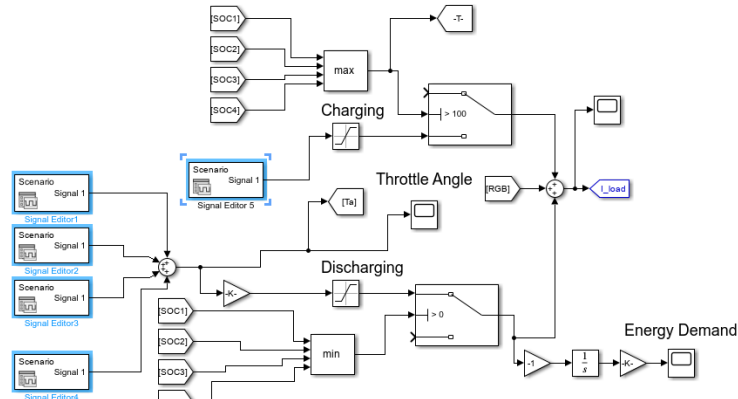 [SOC1]
-T-
[SOC2]
max
[SOC3]
[SOC4]
Charging
> 100
Scenario
Signal 1
Signal Editor 5
Throttle Angle
[RGB]
I_load
Scenario
Signal 1
Signal Editor1
[Ta]
Scenario
Signal 1
Signal Editor2
Discharging
Scenario
Signal 1
Signal Editor3
-K-
[SOC1]
> 0
[SOC2]
min
Energy Demand
[SOC3]
-1
1
s
-K-
Scenario
Signal 1
Signal Editor4